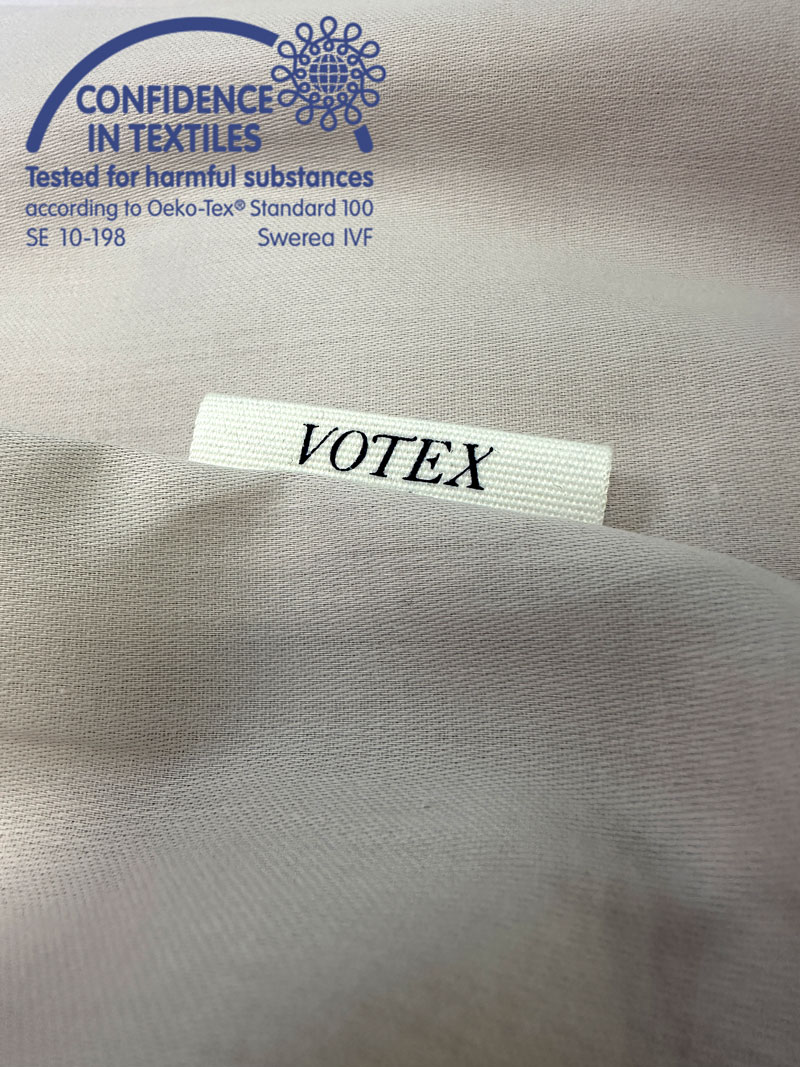 CONFIDENCE
IN TEXTILES
Tested for harmful substances
according to Oeko-Tex® Standard 100
SE 10-198 Swerea IVF
VOTEX